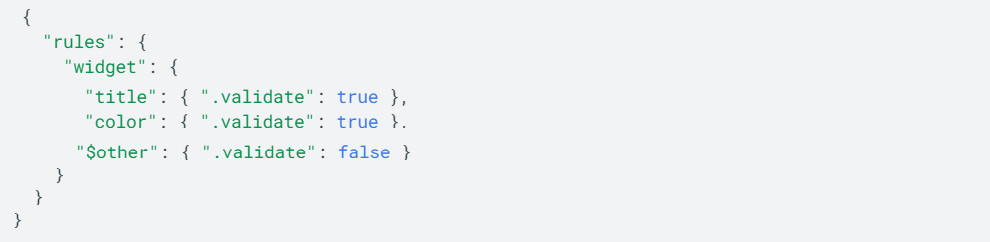 {
"rules": {
"widget": {
"title": { ".validate": true },
"color": { ".validate": true }.
"$other": { ".validate": false }
}
}
}